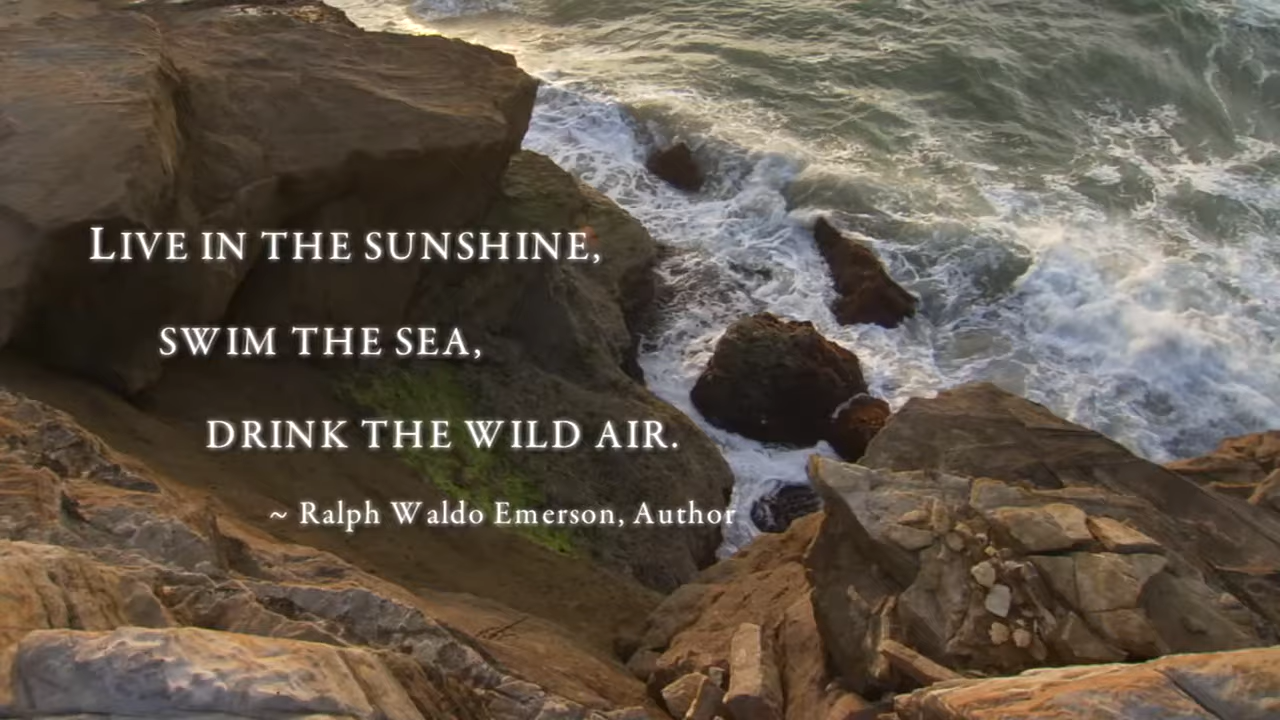 Live in the sunshine,
swim the sea,
drink the wild air.
~ Ralph Waldo Emerson, Author